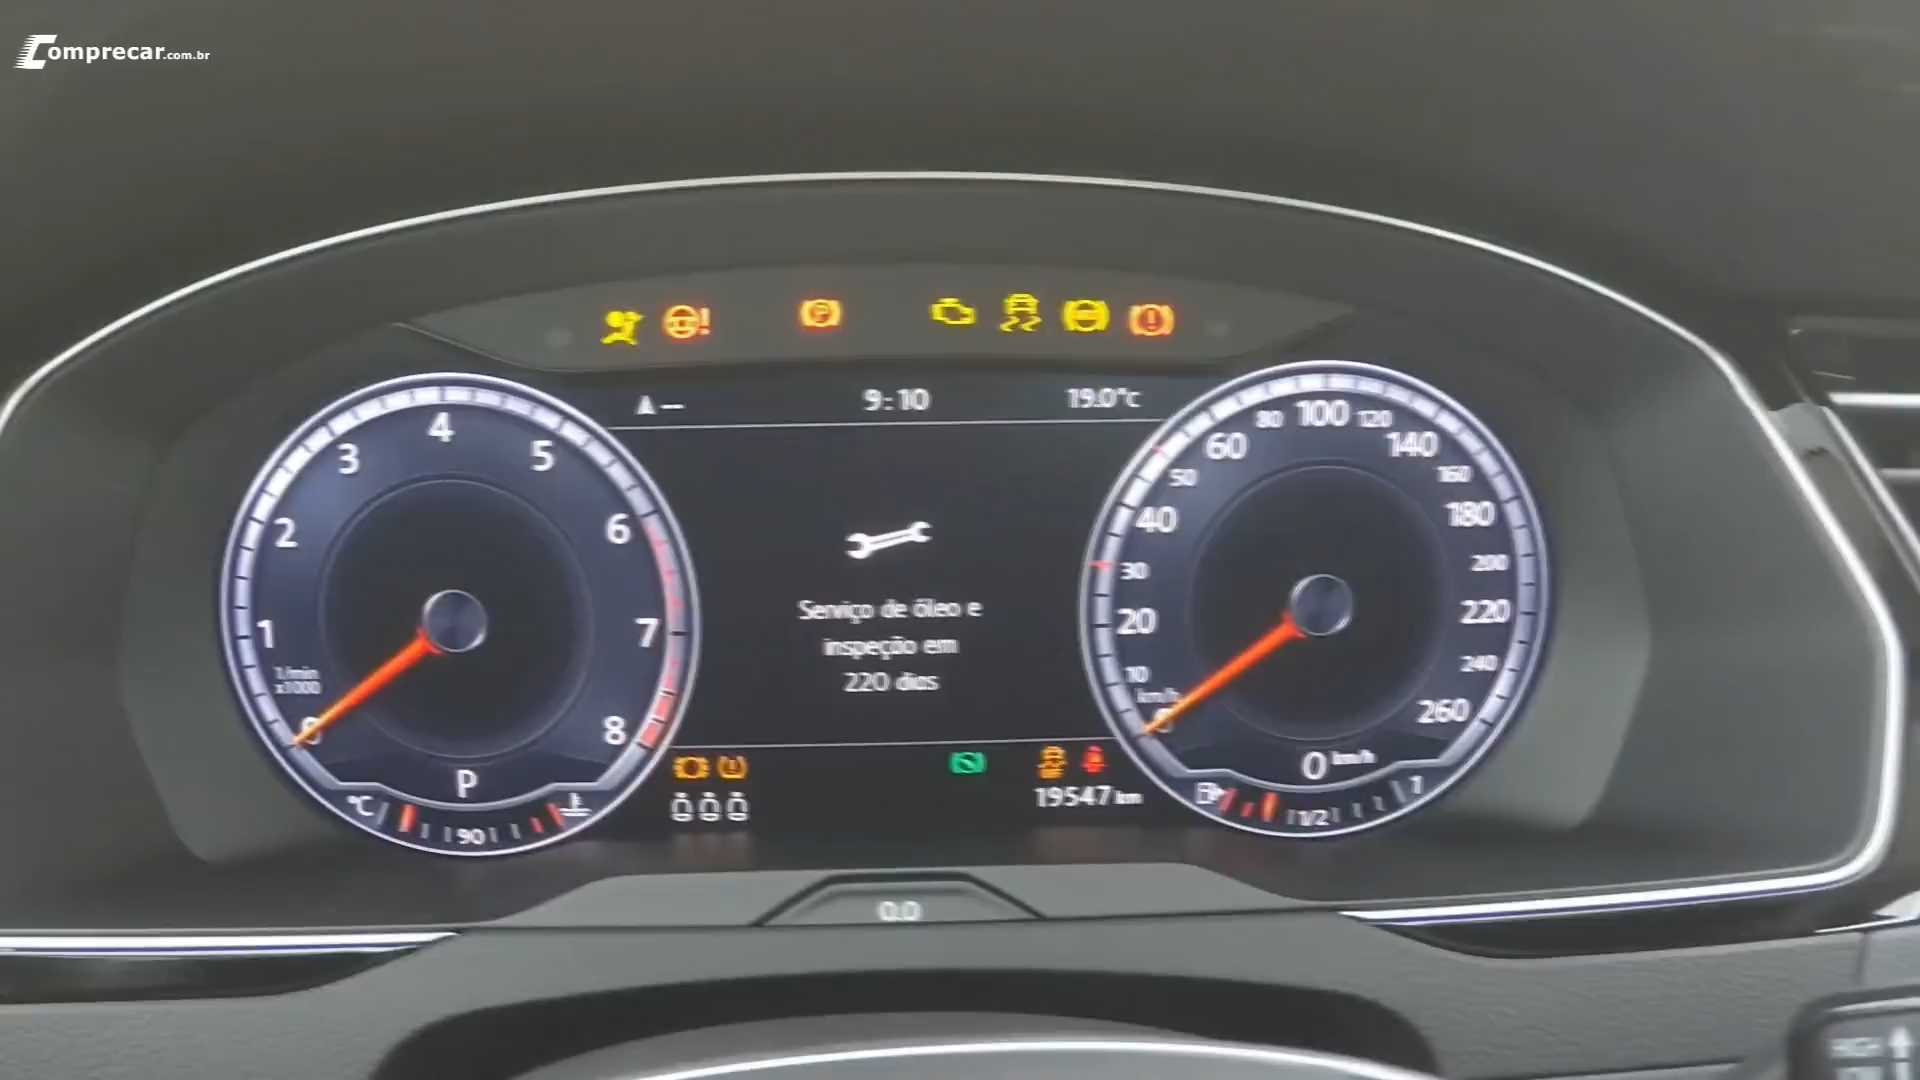 Comprecar.com.br
9:10
19.0°C
4
3
5
2
6
1
7
1/min
x1000
0
8
P
°C
90
Serviço de óleo e
inspeção em
220 dias
19547 km
80 100 120
60 140
50 160
40 180
30 200
20 220
10 240
km/h
0
260
0 km/h
1/2
1
0.0
HIGH